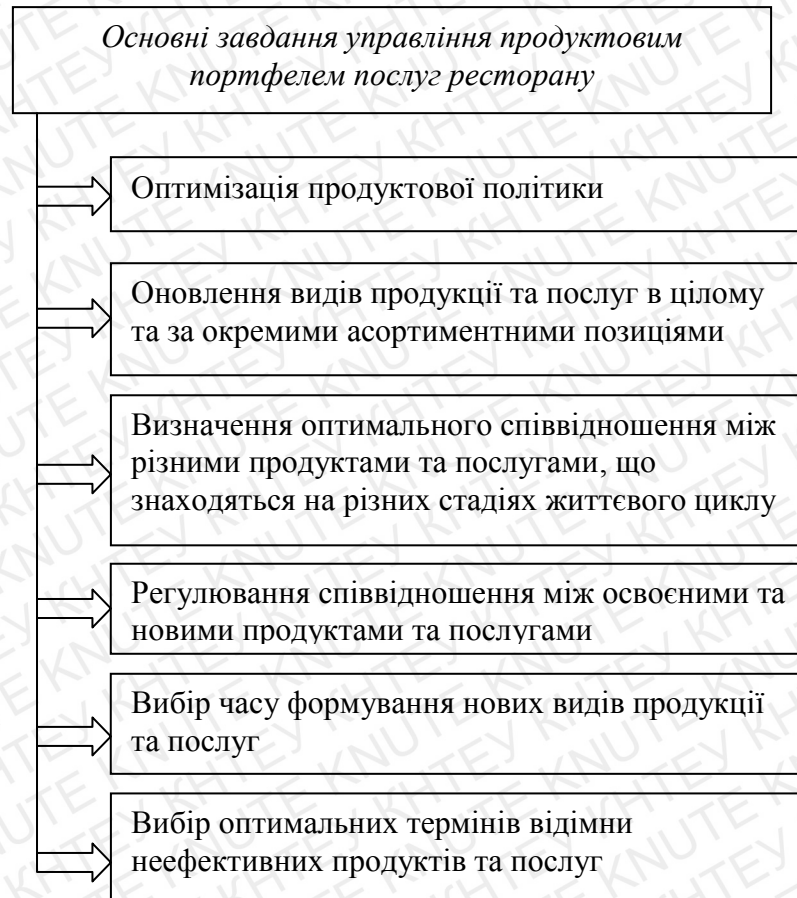 Основні завдання управління продуктовим
портфелем послуг ресторану
Оптимізація продуктової політики
Оновлення видів продукції та послуг в цілому
та за окремими асортиментними позиціями
Визначення оптимального співвідношення між
різними продуктами та послугами, що
знаходяться на різних стадіях життєвого циклу
Регулювання співвідношення між освоєними та
новими продуктами та послугами
Вибір часу формування нових видів продукції
та послуг
Вибір оптимальних термінів відімни
неефективних продуктів та послуг